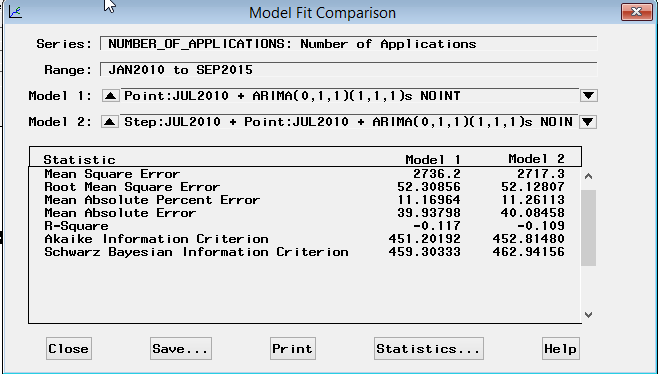 Model Fit Comparison
Series: NUMBER_OF_APPLICATIONS: Number of Applications
Range: JAN2010 to SEP2015
Model 1: Point:JUL2010 + ARIMA(0,1,1)(1,1,1)s NOINT
Model 2: Step:JUL2010 + Point:JUL2010 + ARIMA(0,1,1)(1,1,1)s NOIN
Statistic Model 1 Model 2
Mean Square Error 2736.2 2717.3
Root Mean Square Error 52.30856 52.12807
Mean Absolute Percent Error 11.16964 11.26113
Mean Absolute Error 39.93798 40.08458
R-Square -0.117 -0.109
Akaike Information Criterion 451.20192 452.81480
Schwarz Bayesian Information Criterion 459.30333 462.94156
Close Save... Print Statistics... Help